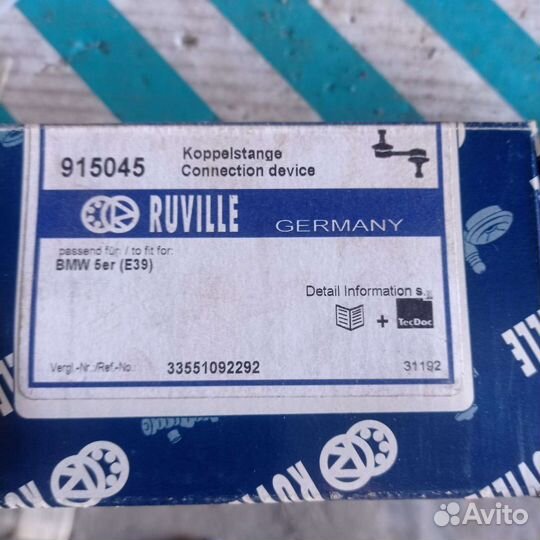 915045
Koppelstange
Connection device
RUVILLE
GERMANY
passend für: / to fit for:
BMW 5er (E39)
Detail Information s.
+
TecDoc
Vergl.-Nr.:/Ref.-No.:
33551092292
31192
RUVILLE
RUVILLE
RUVILLE
Avito